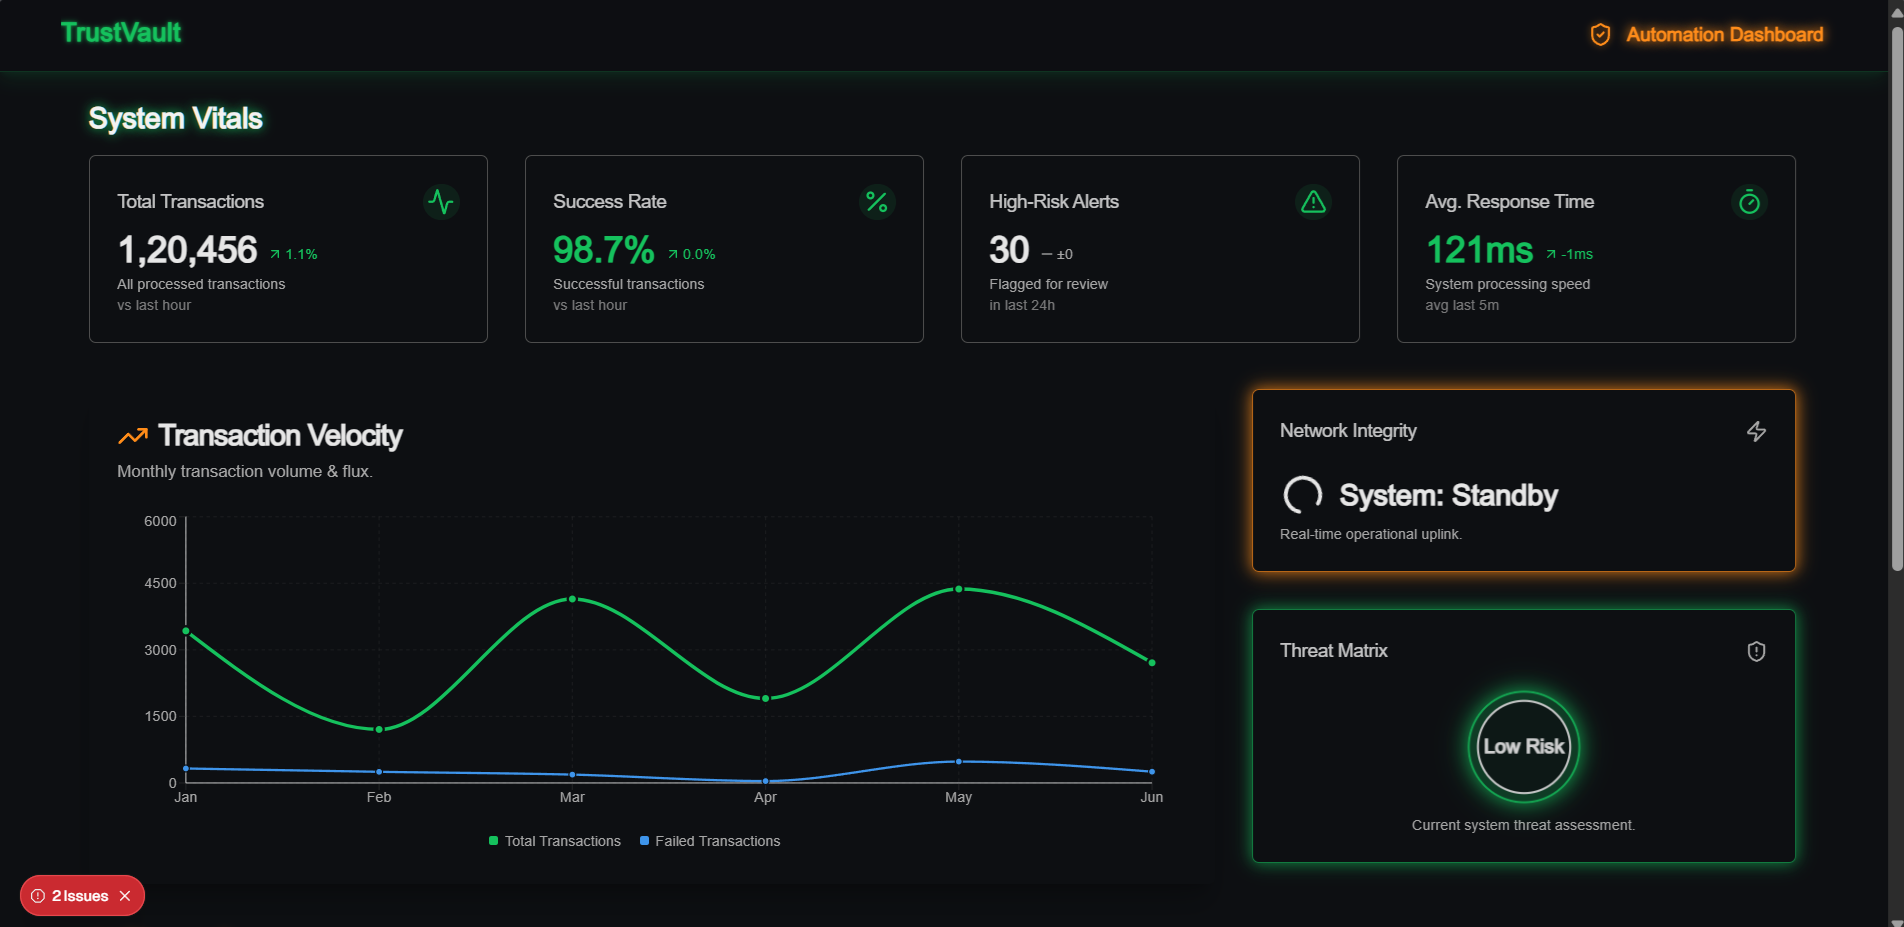 TrustVault
Automation Dashboard
System Vitals
Total Transactions
1,20,456 1.1%
All processed transactions
vs last hour
Success Rate
98.7% 0.0%
Successful transactions
vs last hour
High-Risk Alerts
30 ±0
Flagged for review
in last 24h
Avg. Response Time
121ms -1ms
System processing speed
avg last 5m
Transaction Velocity
Monthly transaction volume & flux.
6000
4500
3000
1500
0
Jan Feb Mar Apr May Jun
Total Transactions Failed Transactions
Network Integrity
System: Standby
Real-time operational uplink.
Threat Matrix
Low Risk
Current system threat assessment.
2 Issues